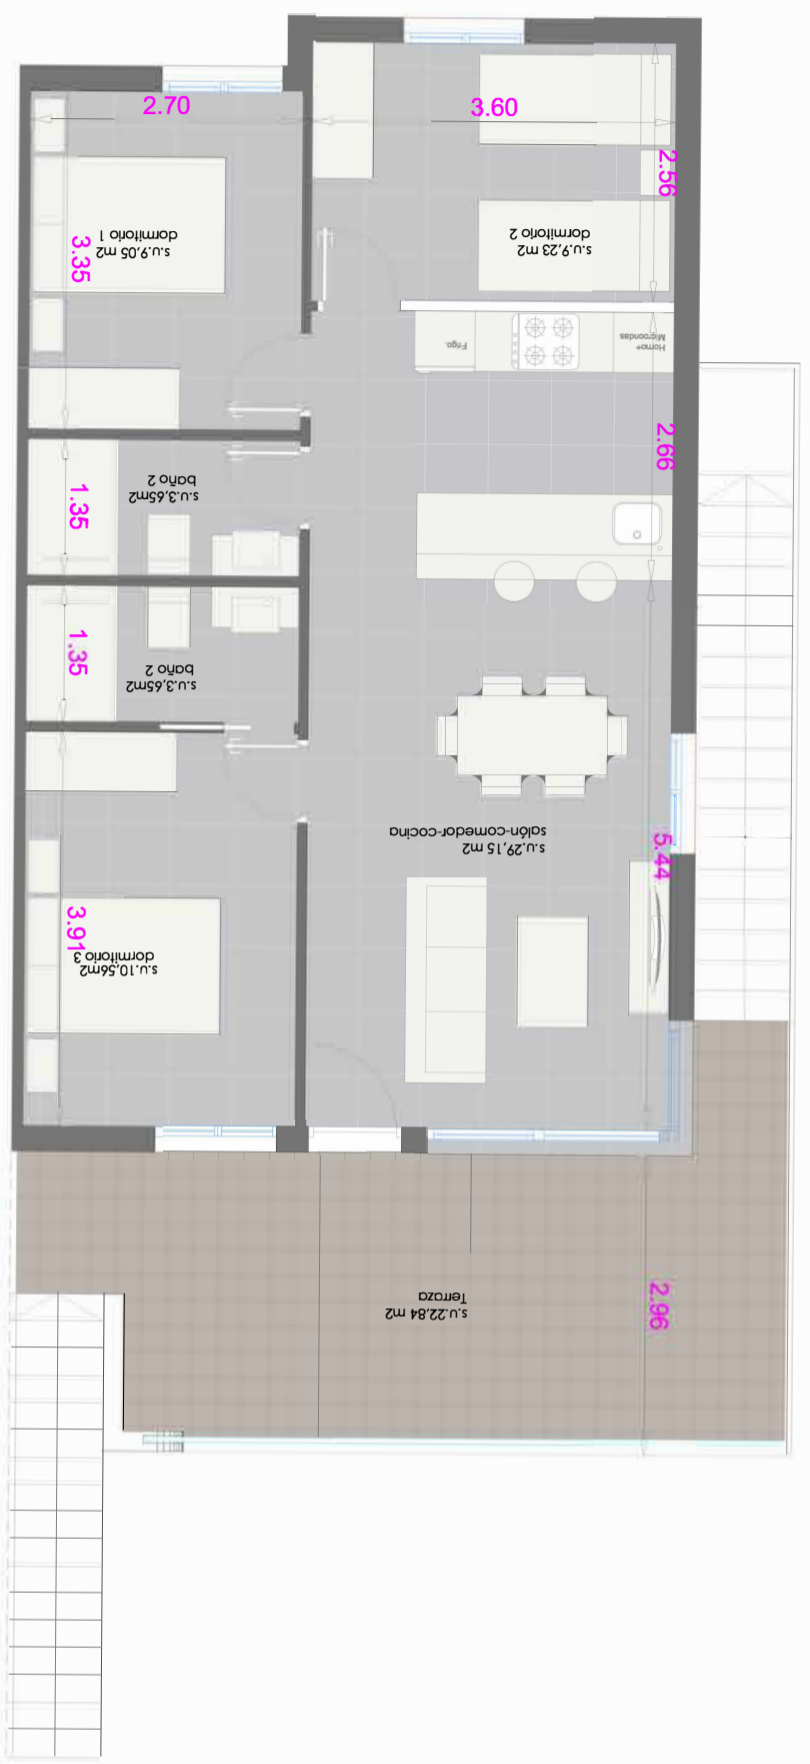 2.70
3.60
2.56
dormitorio 1
s.u.9,05 m2
3.35
dormitorio 2
s.u.9,23 m2
Frigo.
Horno+
Microondas
2.66
baño 2
s.u.3,65m2
1.35
baño 2
s.u.3,65m2
1.35
salón-comedor-cocina
s.u.29,15 m2
5.44
3.91
dormitorio 3
s.u.10,56m2
Terraza
s.u.22,84 m2
2.96